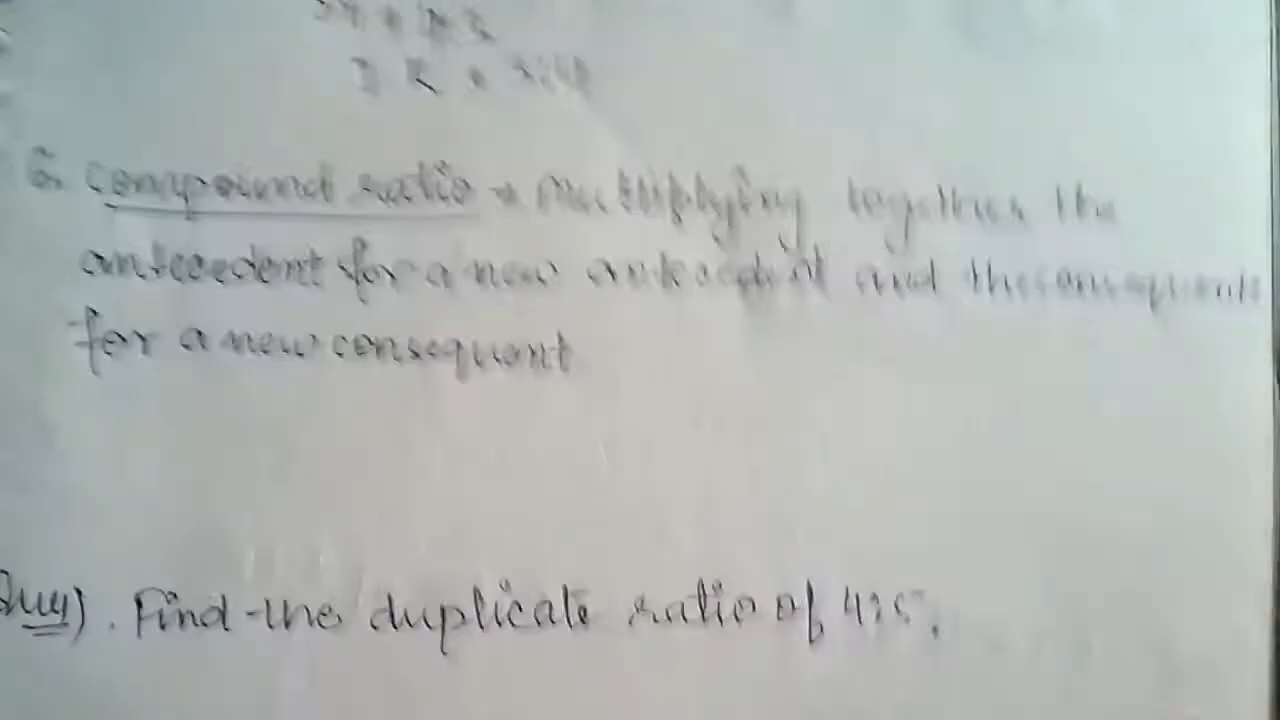 6. compound ratio → Multiplying together the
antecedent for a new antecedent and the consequents
for a new consequent
Find the duplicate ratio of 4:5.